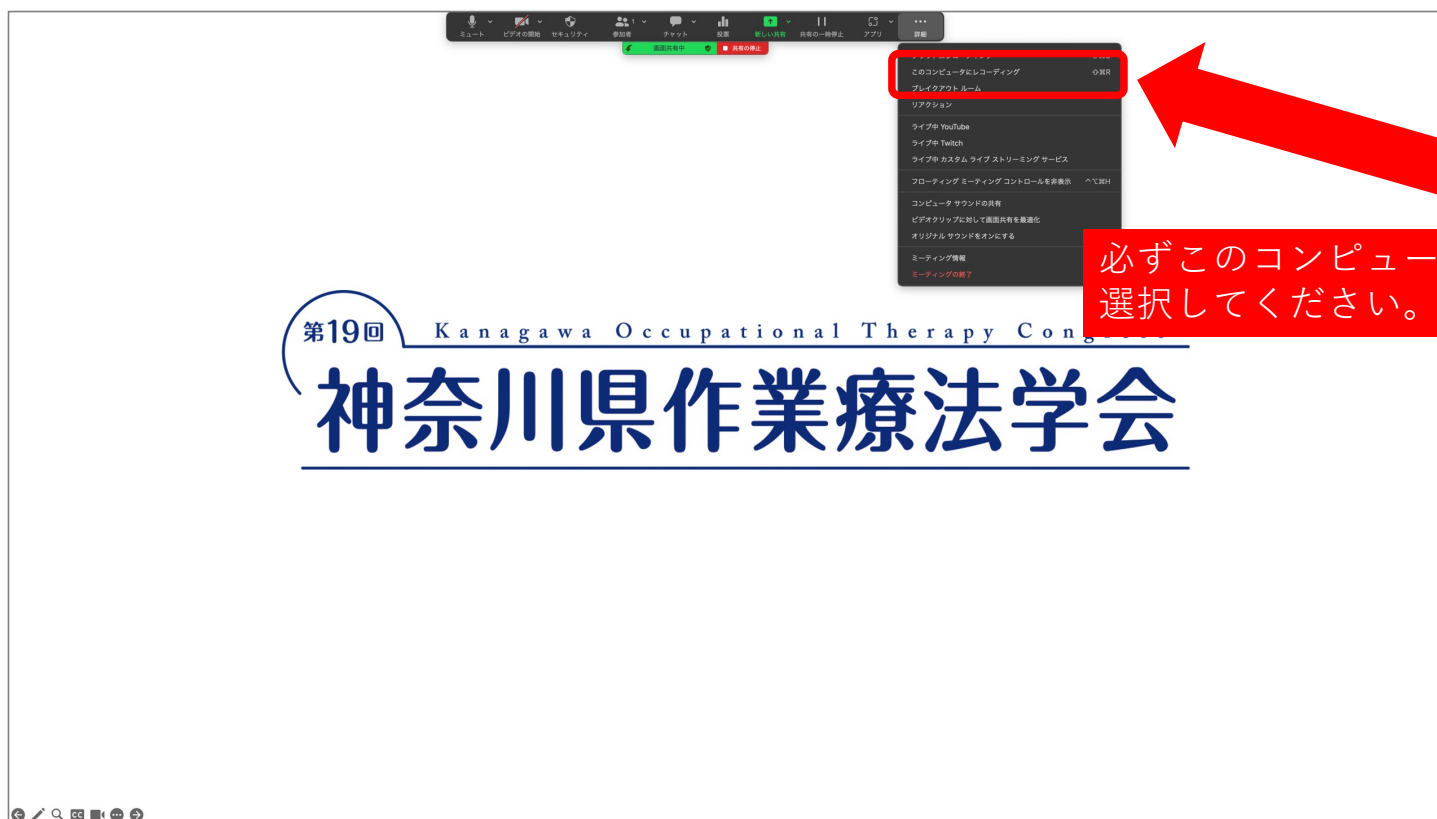 ミュート ビデオの開始 セキュリティ 参加者 1 チャット 投票 新しい共有 共有の一時停止 アプリ 詳細
画面共有中 共有の停止
このコンピュータにレコーディング ⇧⌘R
ブレイクアウト ルーム
リアクション
ライブ中 YouTube
ライブ中 Twitch
ライブ中 カスタム ライブ ストリーミング サービス
フローティング ミーティング コントロールを非表示 ^⌥⌘H
コンピュータ サウンドの共有
ビデオクリップに対して画面共有を最適化
オリジナル サウンドをオンにする
ミーティング情報
ミーティングの終了
必ずこのコンピュー
選択してください。
第19回 Kanagawa Occupational Therapy Con
神奈川県作業療法学会
CC